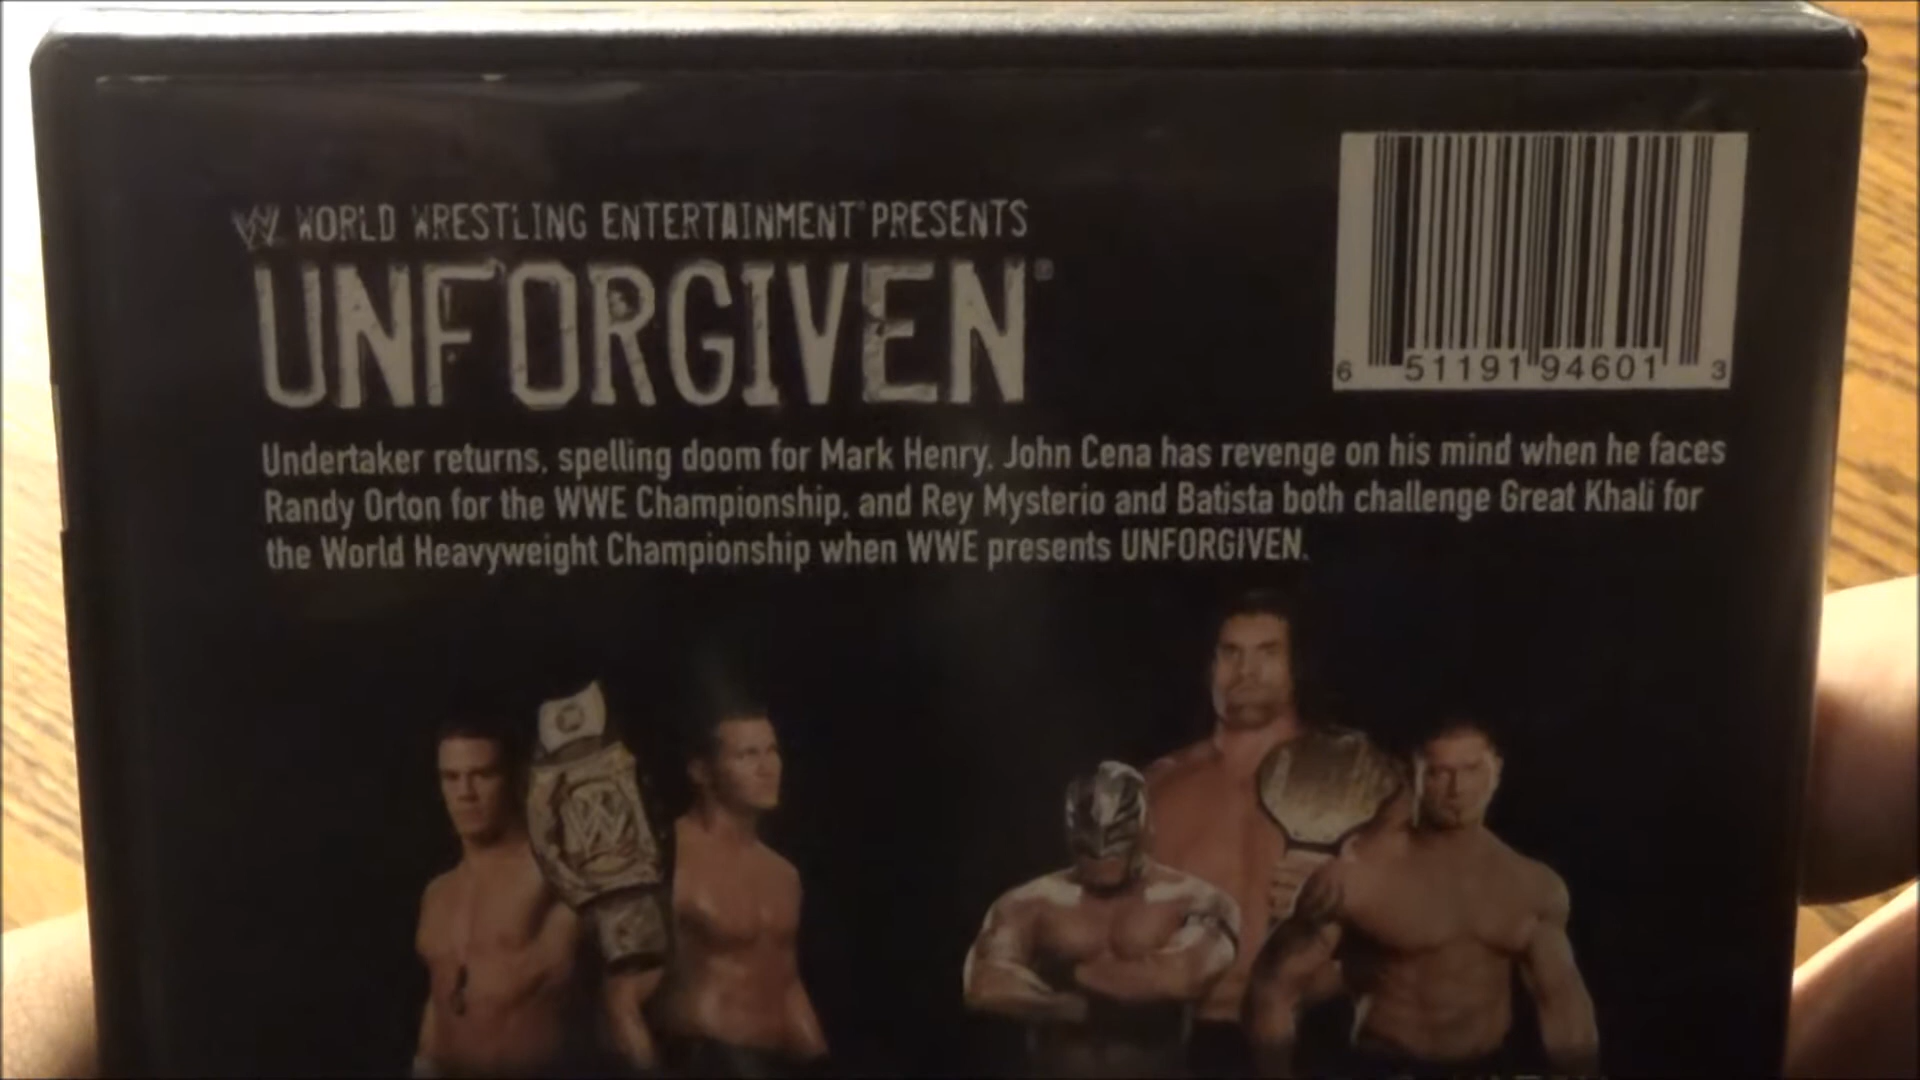 W WORLD WRESTLING ENTERTAINMENT PRESENTS
UNFORGIVEN®
6 51191 94601 3
Undertaker returns, spelling doom for Mark Henry. John Cena has revenge on his mind when he faces
Randy Orton for the WWE Championship, and Rey Mysterio and Batista both challenge Great Khali for
the World Heavyweight Championship when WWE presents UNFORGIVEN.